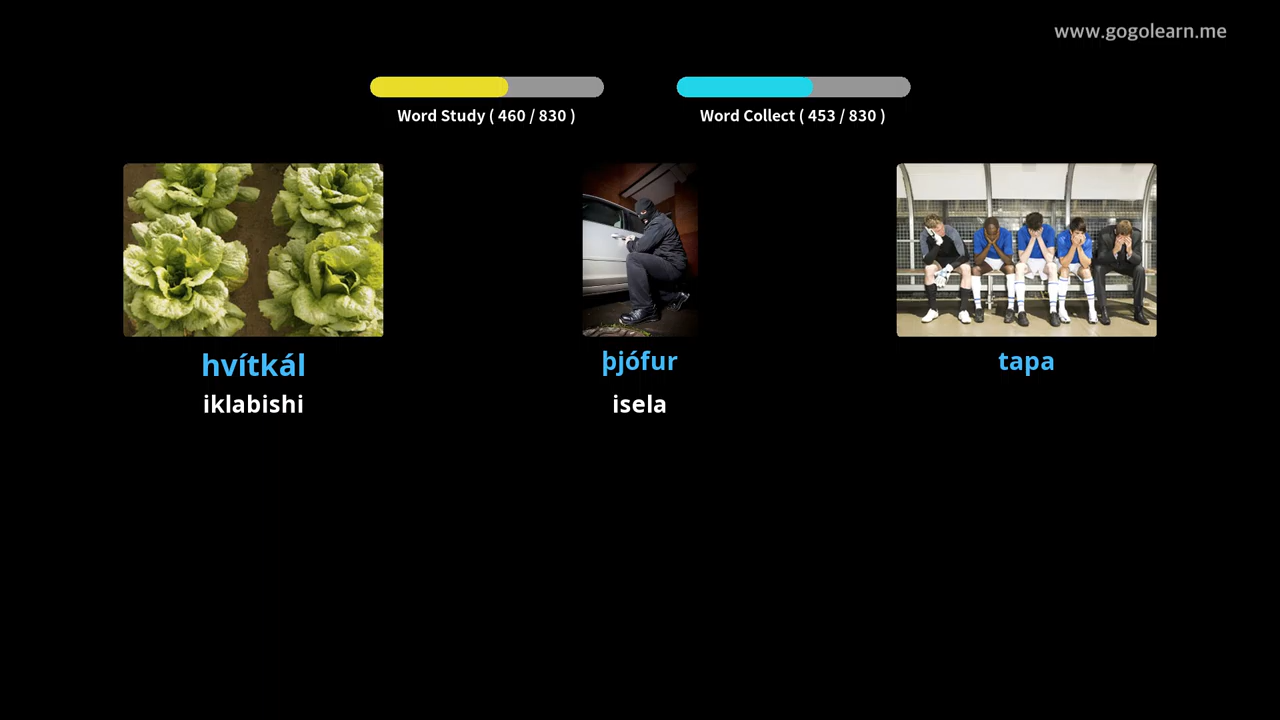 www.gogolearn.me
Word Study ( 460 / 830 )
Word Collect ( 453 / 830 )
hvítkál
þjófur
tapa
iklabishi
isela